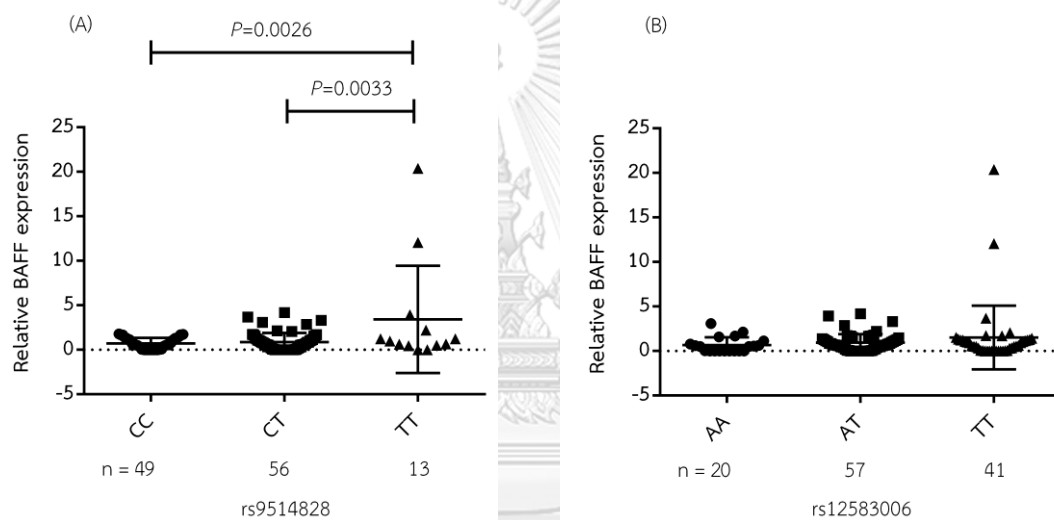 (A)
P=0.0026
P=0.0033
Relative BAFF expression
25
20
15
10
5
0
-5
CC CT TT
n = 49 56 13
rs9514828
(B)
Relative BAFF expression
25
20
15
10
5
0
-5
AA AT TT
n = 20 57 41
rs12583006